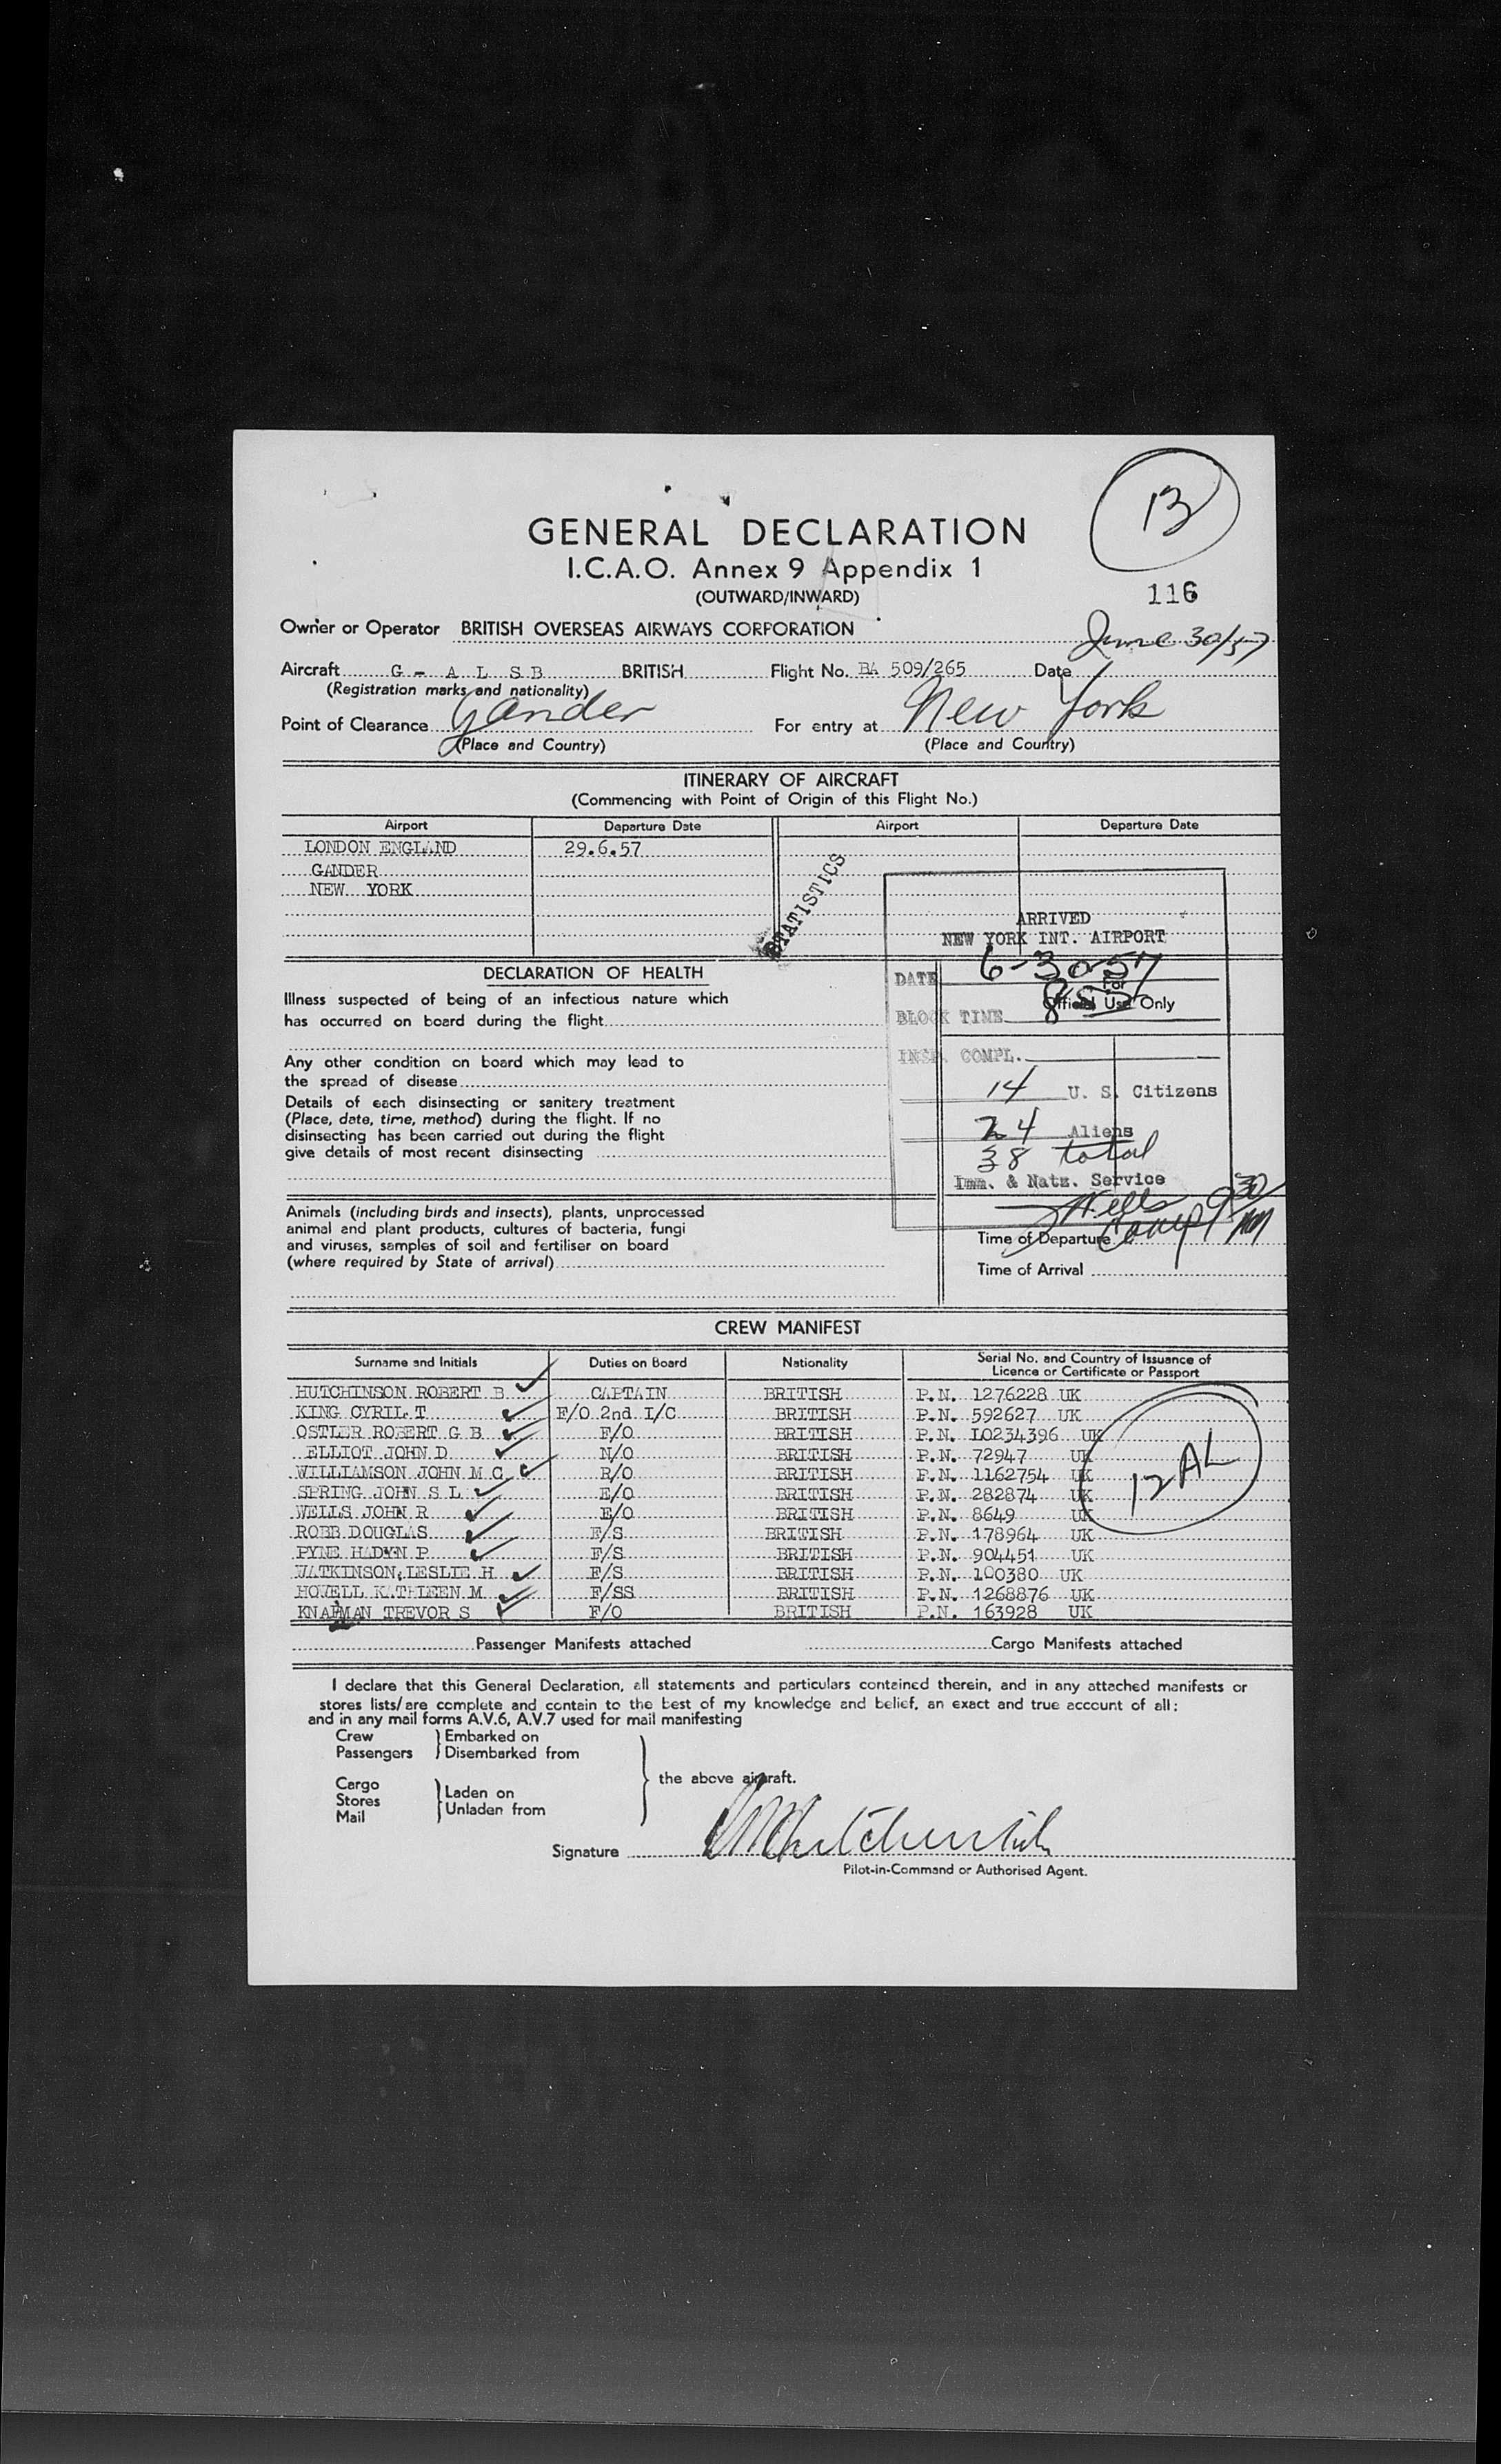 13
GENERAL DECLARATION
I.C.A.O. Annex 9 Appendix 1
(OUTWARD/INWARD)
116
Owner or Operator BRITISH OVERSEAS AIRWAYS CORPORATION
June 30/57
Aircraft G - A L S B BRITISH Flight No. BA 509/265 Date
(Registration marks and nationality)
Point of Clearance Gander For entry at New York
(Place and Country) (Place and Country)
ITINERARY OF AIRCRAFT
(Commencing with Point of Origin of this Flight No.)
Airport Departure Date Airport Departure Date
LONDON ENGLAND 29.6.57
GANDER
NEW YORK
STATISTICS
ARRIVED
NEW YORK INT. AIRPORT
DATE 6-30-57
For
Official Use Only
BLOCK TIME
INSP. COMPL.
14 U. S. Citizens
24 Aliens
38 total
Imm. & Natz. Service
Wells
Comp 930
Time of Departure
Time of Arrival
DECLARATION OF HEALTH
Illness suspected of being of an infectious nature which
has occurred on board during the flight
Any other condition on board which may lead to
the spread of disease
Details of each disinsecting or sanitary treatment
(Place, date, time, method) during the flight. If no
disinsecting has been carried out during the flight
give details of most recent disinsecting
Animals (including birds and insects), plants, unprocessed
animal and plant products, cultures of bacteria, fungi
and viruses, samples of soil and fertiliser on board
(where required by State of arrival)
CREW MANIFEST
Surname and Initials Duties on Board Nationality Serial No. and Country of Issuance of
Licence or Certificate or Passport
HUTCHINSON ROBERT B CAPTAIN BRITISH P.N. 1276228 UK
KING CYRIL T F/O 2nd I/C BRITISH P.N. 592627 UK
OSTLER ROBERT G B F/O BRITISH P.N. LO234396 UK
ELLIOT JOHN D N/O BRITISH P.N. 72947 UK
WILLIAMSON JOHN M C R/O BRITISH P.N. 1162754 UK
SPRING JOHN S L E/O BRITISH P.N. 282874 UK
WELLS JOHN R E/O BRITISH P.N. 8649 UK
ROBB DOUGLAS F/S BRITISH P.N. 178964 UK
PYNE HADYN P F/S BRITISH P.N. 904451 UK
WATKINSON LESLIE H F/S BRITISH P.N. 100380 UK
HOWELL KATHLEEN M F/SS BRITISH P.N. 1268876 UK
KNAPMAN TREVOR S F/O BRITISH P.N. 163928 UK
12 AL
Passenger Manifests attached Cargo Manifests attached
I declare that this General Declaration, all statements and particulars contained therein, and in any attached manifests or
stores lists/are complete and contain to the best of my knowledge and belief, an exact and true account of all:
and in any mail forms A.V.6, A.V.7 used for mail manifesting
Crew Embarked on
Passengers Disembarked from
the above aircraft.
Cargo
Stores Laden on
Mail Unladen from
Signature Hutchinson
Pilot-in-Command or Authorised Agent.